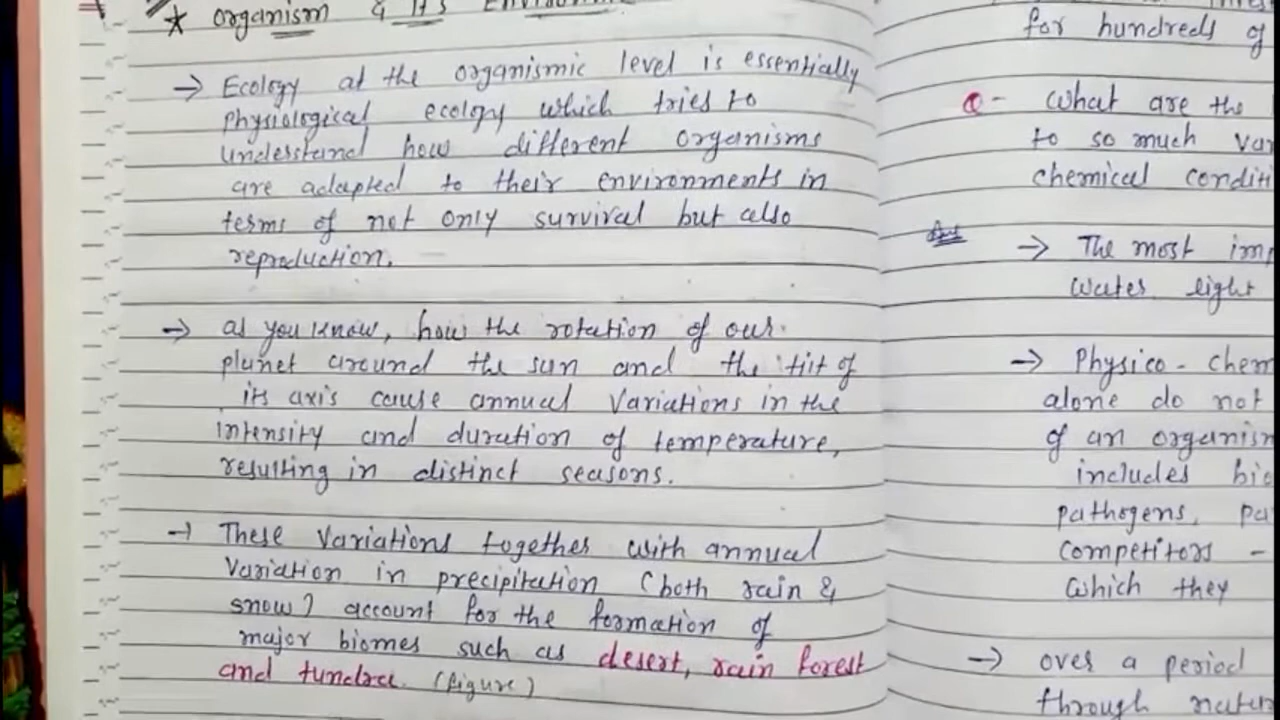 * organism & its
→ Ecology at the organismic level is essentially
physiological ecology which tries to
understand how different organisms
are adapted to their environments in
terms of not only survival but also
reproduction.
→ as you know, how the rotation of our
planet around the sun and the tilt of
its axis cause annual variations in the
intensity and duration of temperature,
resulting in distinct seasons.
→ These variations together with annual
variation in precipitation (both rain &
snow) account for the formation of
major biomes such as desert, rain forest
and tundra. (figure)
for hundreds of
Q- What are the
to so much
chemical
→ The most
water light
→ Physico-
alone do not
of an
includes
pathogens,
competitors -
which they
→ over a period
through